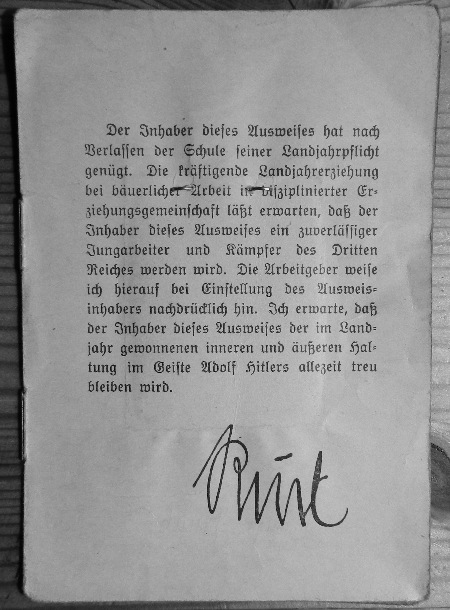 Der Inhaber dieses Ausweises hat nach
Verlassen der Schule seiner Landjahrpflicht
genügt. Die kräftigende Landjahrerziehung
bei bäuerlicher Arbeit in disziplinierter Er-
ziehungsgemeinschaft läßt erwarten, daß der
Inhaber dieses Ausweises ein zuverlässiger
Jungarbeiter und Kämpfer des Dritten
Reiches werden wird. Die Arbeitgeber weise
ich hierauf bei Einstellung des Ausweis-
inhabers nachdrücklich hin. Ich erwarte, daß
der Inhaber dieses Ausweises der im Land-
jahr gewonnenen inneren und äußeren Hal-
tung im Geiste Adolf Hitlers allezeit treu
bleiben wird.
Rust